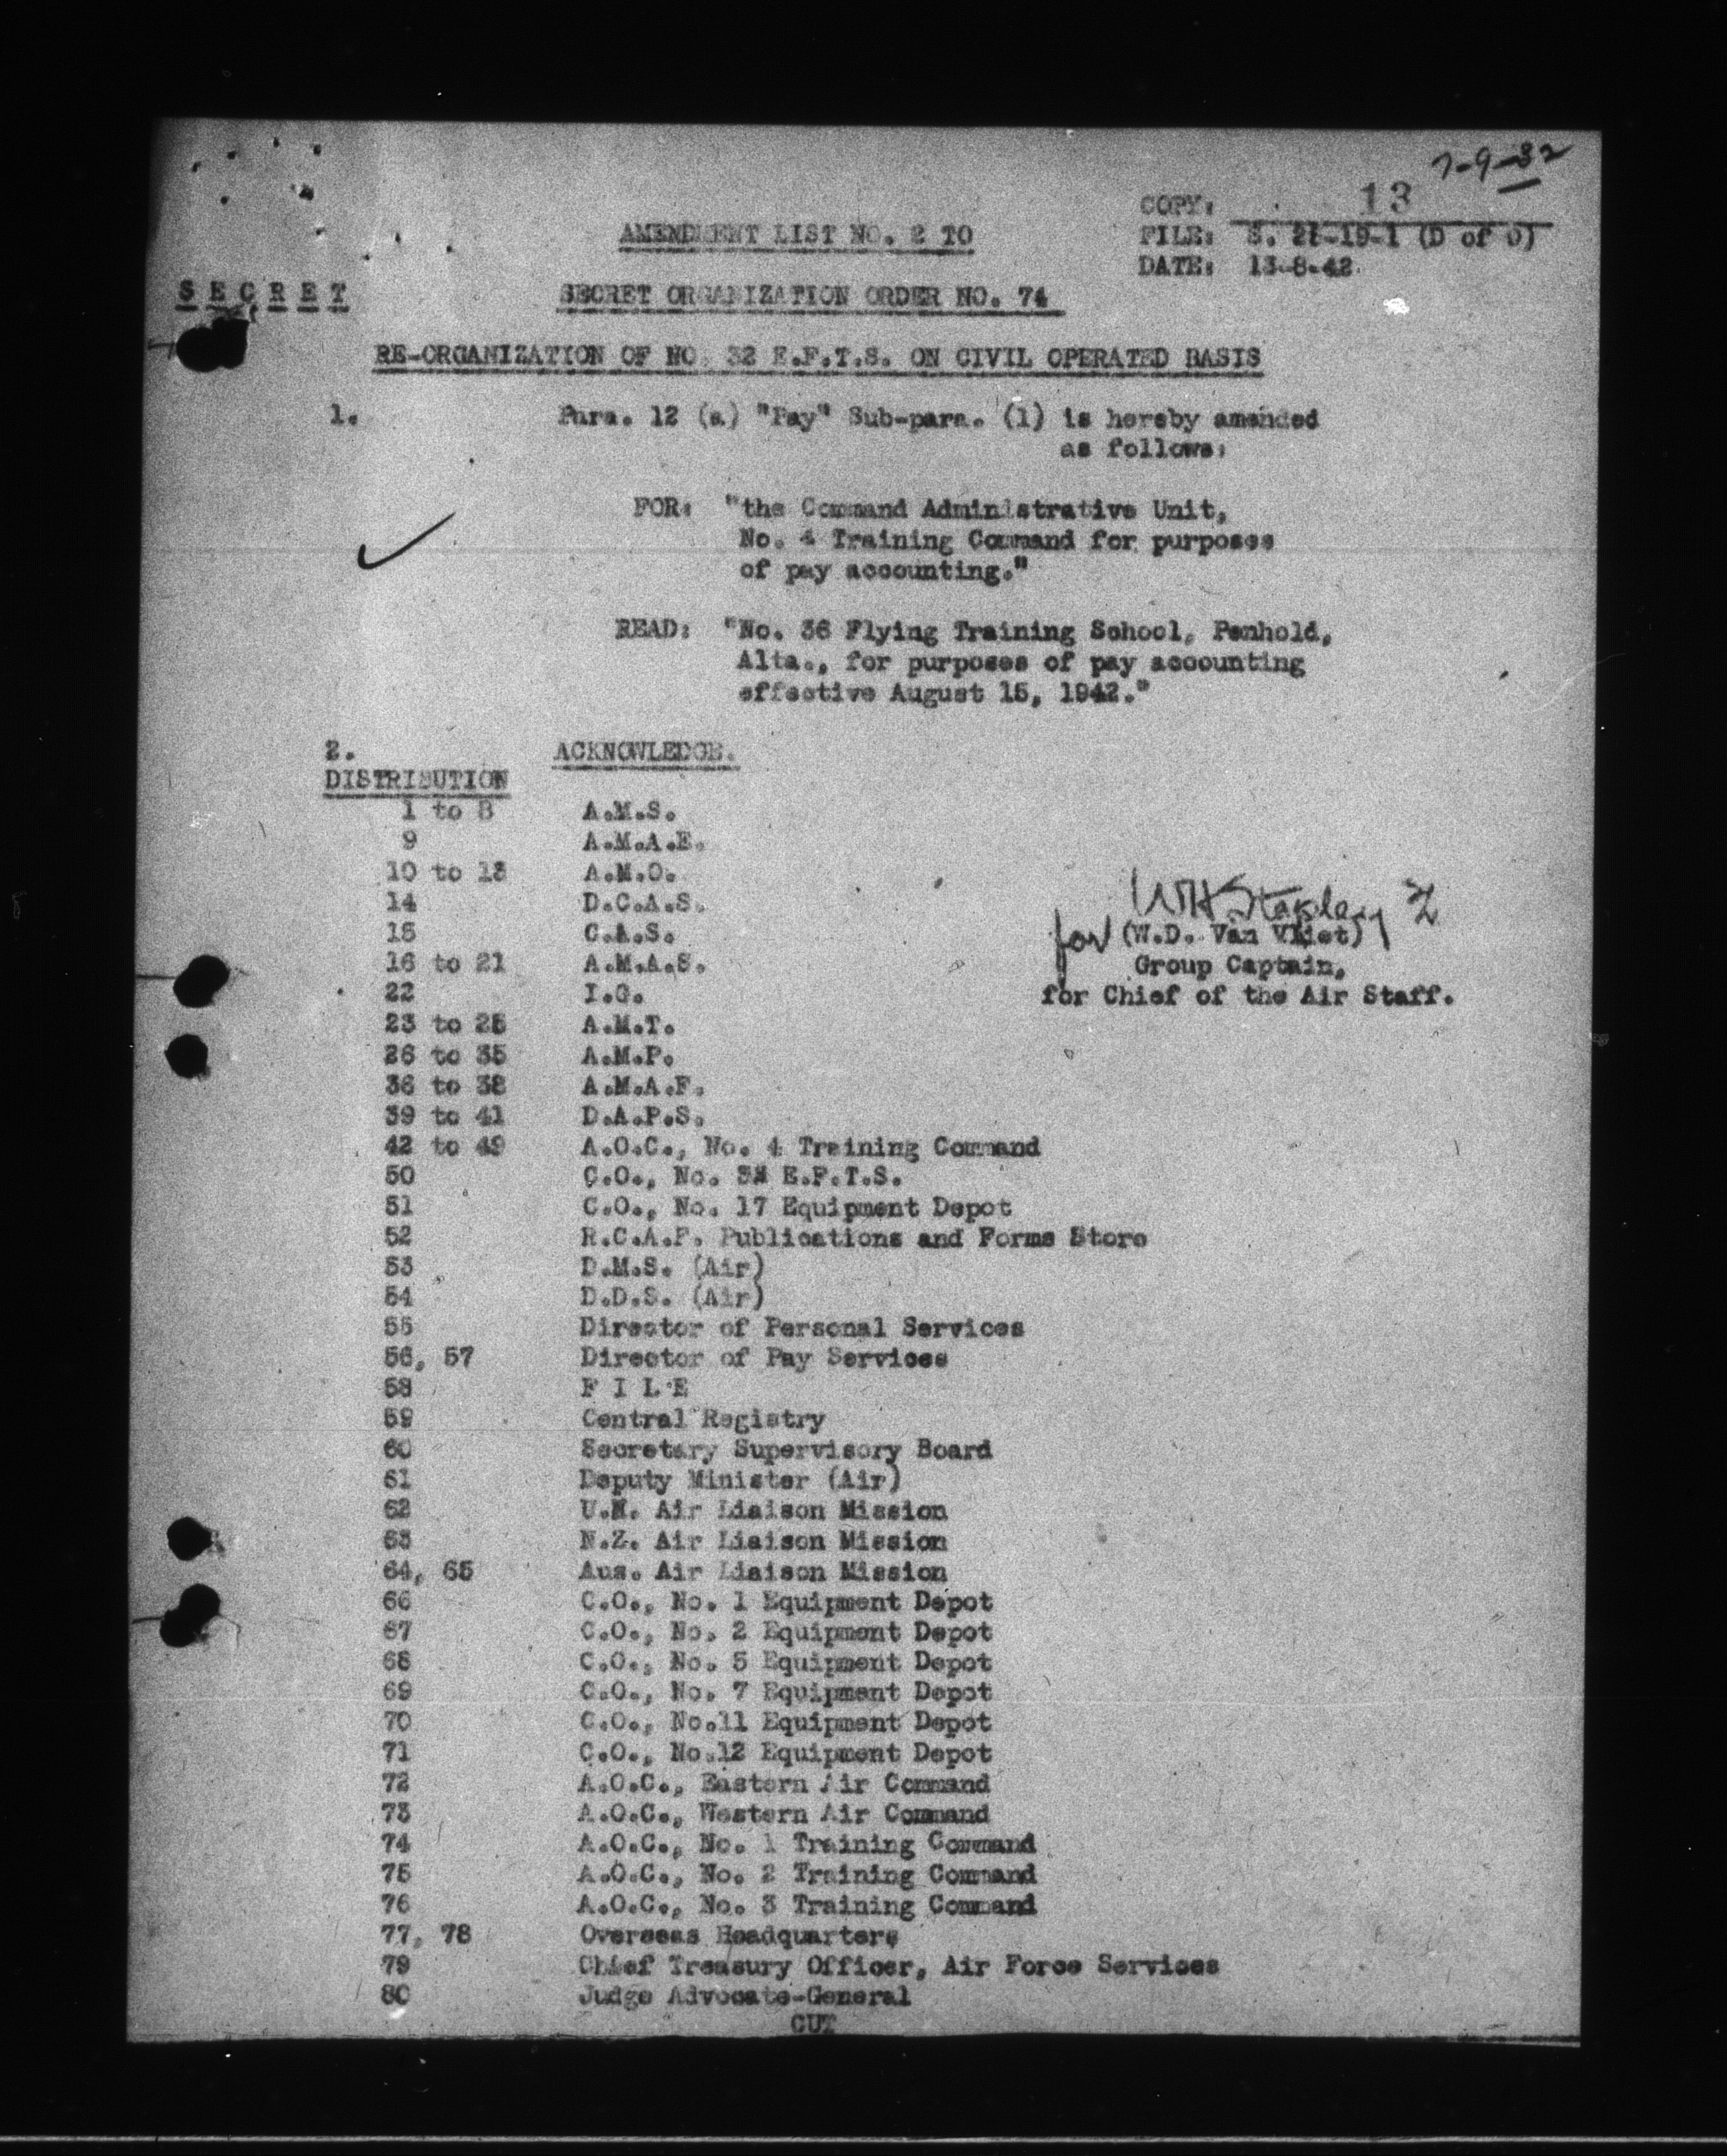 7-9-32
COPY: 13
AMENDMENT LIST NO. 2 TO
FILE: S. 21-19-1 (D of O)
DATE: 13-8-42.
SECRET
SECRET ORGANIZATION ORDER NO. 74
RE-ORGANIZATION OF NO. 32 E.F.T.S. ON CIVIL OPERATED BASIS
1. Para. 12 (a) "Pay" Sub-para. (1) is hereby amended
as follows:
FOR: "the Command Administrative Unit,
No. 4 Training Command for purposes
of pay accounting."
READ: "No. 36 Flying Training School, Penhold,
Alta., for purposes of pay accounting
effective August 15, 1942."
2. ACKNOWLEDGE.
DISTRIBUTION
1 to 8 A.M.S.
9 A.M.A.E.
10 to 13 A.M.O.
14 D.C.A.S.
15 C.A.S.
16 to 21 A.M.A.S.
22 I.G.
23 to 25 A.M.T.
26 to 35 A.M.P.
36 to 38 A.M.A.F.
39 to 41 D.A.P.S.
for (W.D. Van Vliet)
Group Captain,
for Chief of the Air Staff.
42 to 49 A.O.C., No. 4 Training Command
50 C.O., No. 32 E.F.T.S.
51 C.O., No. 17 Equipment Depot
52 R.C.A.F. Publications and Forms Store
53 D.M.S. (Air)
54 D.D.S. (Air)
55 Director of Personal Services
56, 57 Director of Pay Services
58 F I L E
59 Central Registry
60 Secretary Supervisory Board
61 Deputy Minister (Air)
62 U.K. Air Liaison Mission
63 N.Z. Air Liaison Mission
64, 65 Aus. Air Liaison Mission
66 C.O., No. 1 Equipment Depot
67 C.O., No. 2 Equipment Depot
68 C.O., No. 5 Equipment Depot
69 C.O., No. 7 Equipment Depot
70 C.O., No.11 Equipment Depot
71 C.O., No.12 Equipment Depot
72 A.O.C., Eastern Air Command
73 A.O.C., Western Air Command
74 A.O.C., No. 1 Training Command
75 A.O.C., No. 2 Training Command
76 A.O.C., No. 3 Training Command
77, 78 Overseas Headquarters
79 Chief Treasury Officer, Air Force Services
80 Judge Advocate-General
CUT